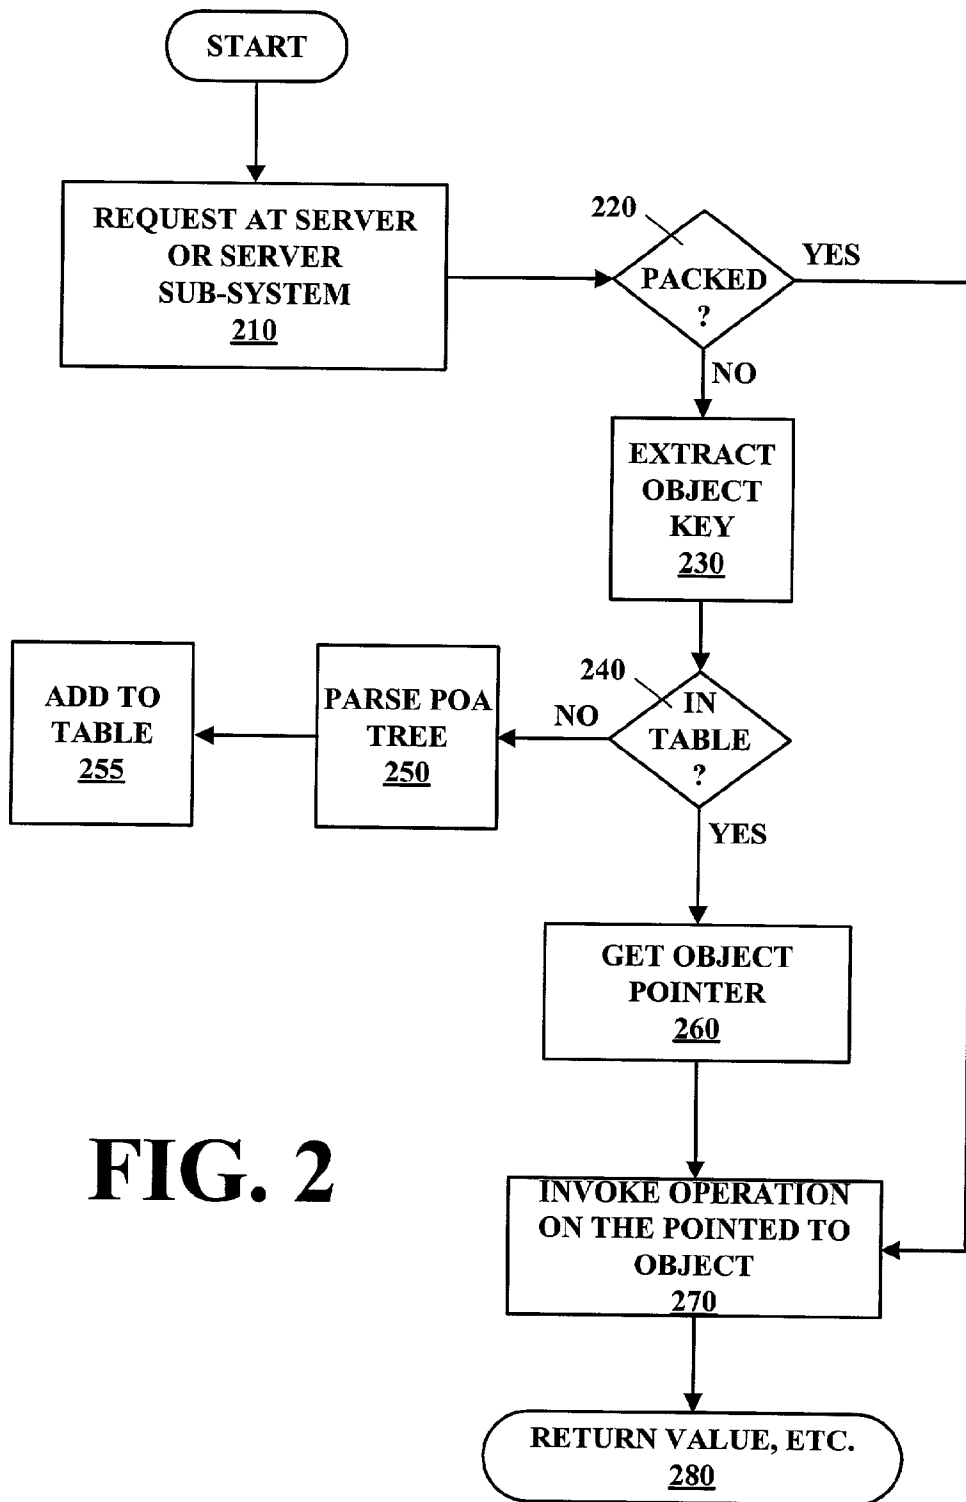 START
REQUEST AT SERVER
OR SERVER
SUB-SYSTEM
210
220
PACKED
?
YES
NO
EXTRACT
OBJECT
KEY
230
240
IN
TABLE
?
NO
PARSE POA
TREE
250
ADD TO
TABLE
255
YES
GET OBJECT
POINTER
260
FIG. 2
INVOKE OPERATION
ON THE POINTED TO
OBJECT
270
RETURN VALUE, ETC.
280